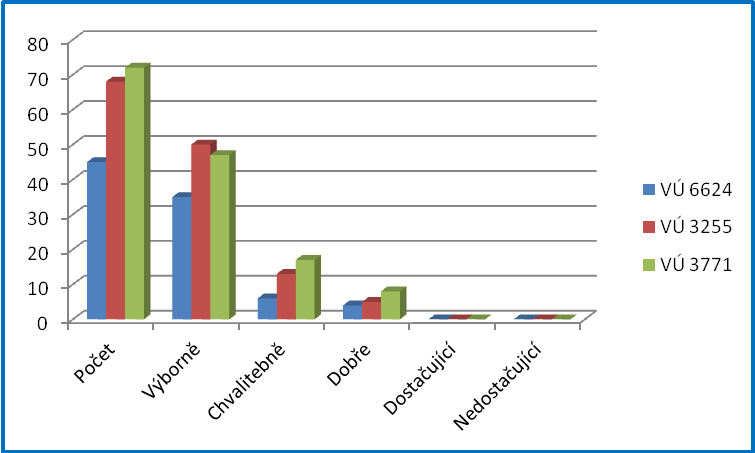 80
70
60
50
40
30
20
10
0
Počet
Výborně
Chvalitebně
Dobře
Dostačující
Nedostačující
VÚ 6624
VÚ 3255
VÚ 3771